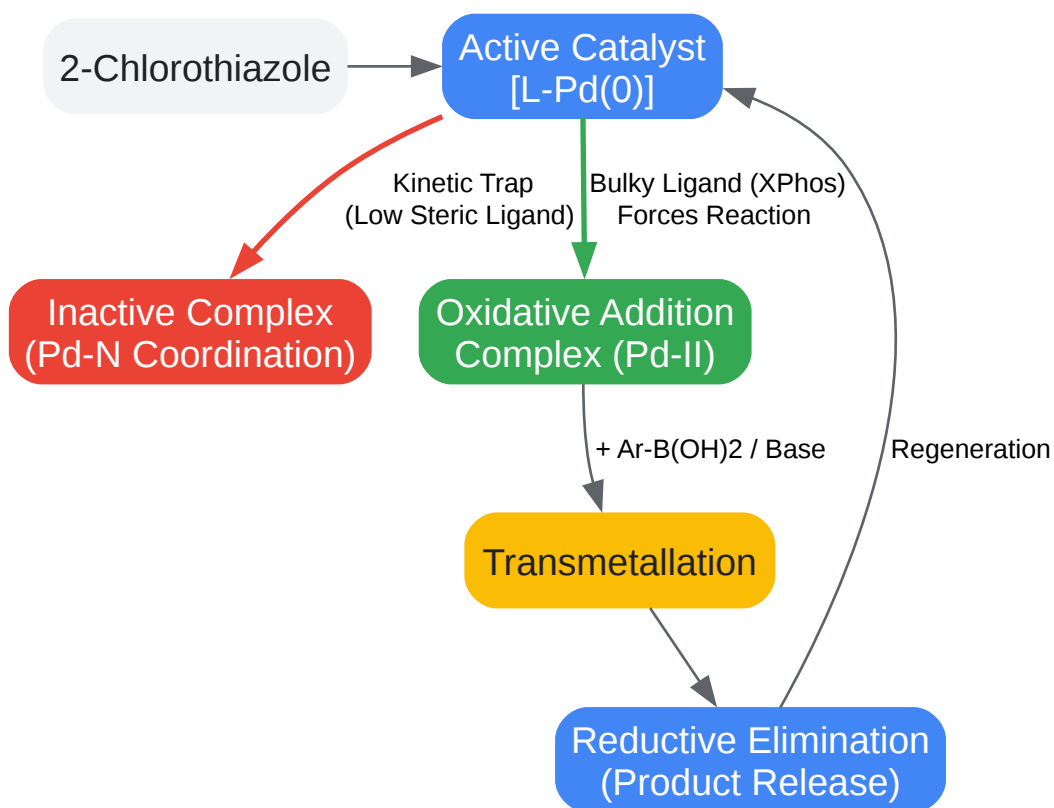 2-Chlorothiazole
Active Catalyst
[L-Pd(0)]
Kinetic Trap
(Low Steric Ligand)
Bulky Ligand (XPhos)
Forces Reaction
Inactive Complex
(Pd-N Coordination)
Oxidative Addition
Complex (Pd-II)
+ Ar-B(OH)2 / Base
Regeneration
Transmetallation
Reductive Elimination
(Product Release)